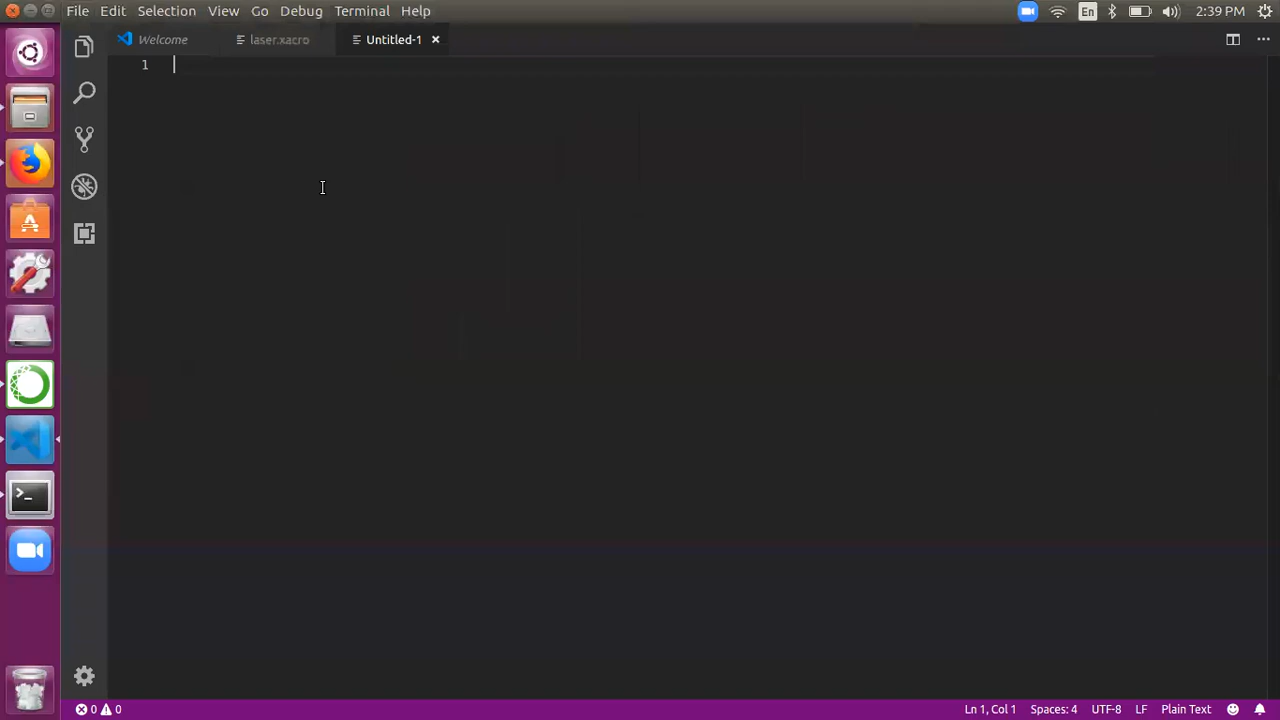 File Edit Selection View Go Debug Terminal Help En 2:39 PM
Welcome laser.xacro Untitled-1
1
0 0 Ln 1, Col 1 Spaces: 4 UTF-8 LF Plain Text